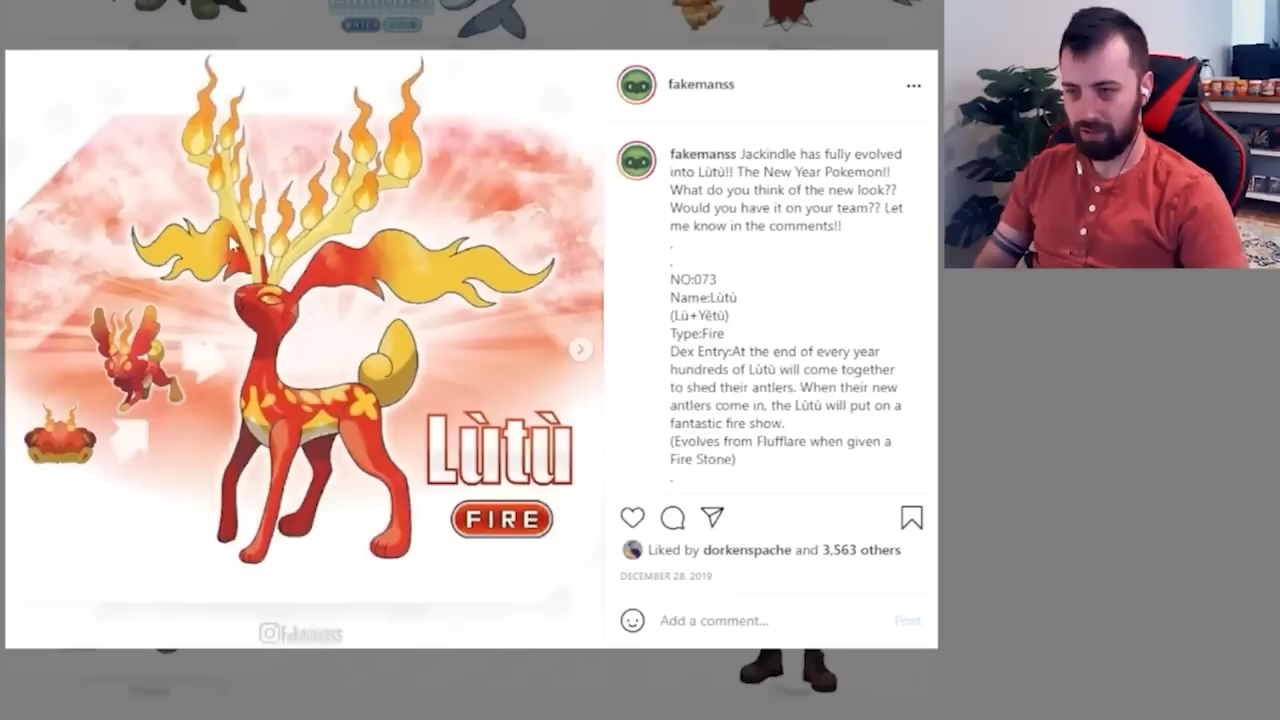 WATER
Lùtù
FIRE
Fakemanss
fakemanss
fakemanss Jackindle has fully evolved
into Lùtù!! The New Year Pokemon!!
What do you think of the new look??
Would you have it on your team?? Let
me know in the comments!!
.
.
NO:073
Name:Lùtù
(Lù+Yětù)
Type:Fire
Dex Entry:At the end of every year
hundreds of Lùtù will come together
to shed their antlers. When their new
antlers come in, the Lùtù will put on a
fantastic fire show.
(Evolves from Flufflare when given a
Fire Stone)
.
Liked by dorkenspache and 3,563 others
DECEMBER 28, 2019
Add a comment...
Post